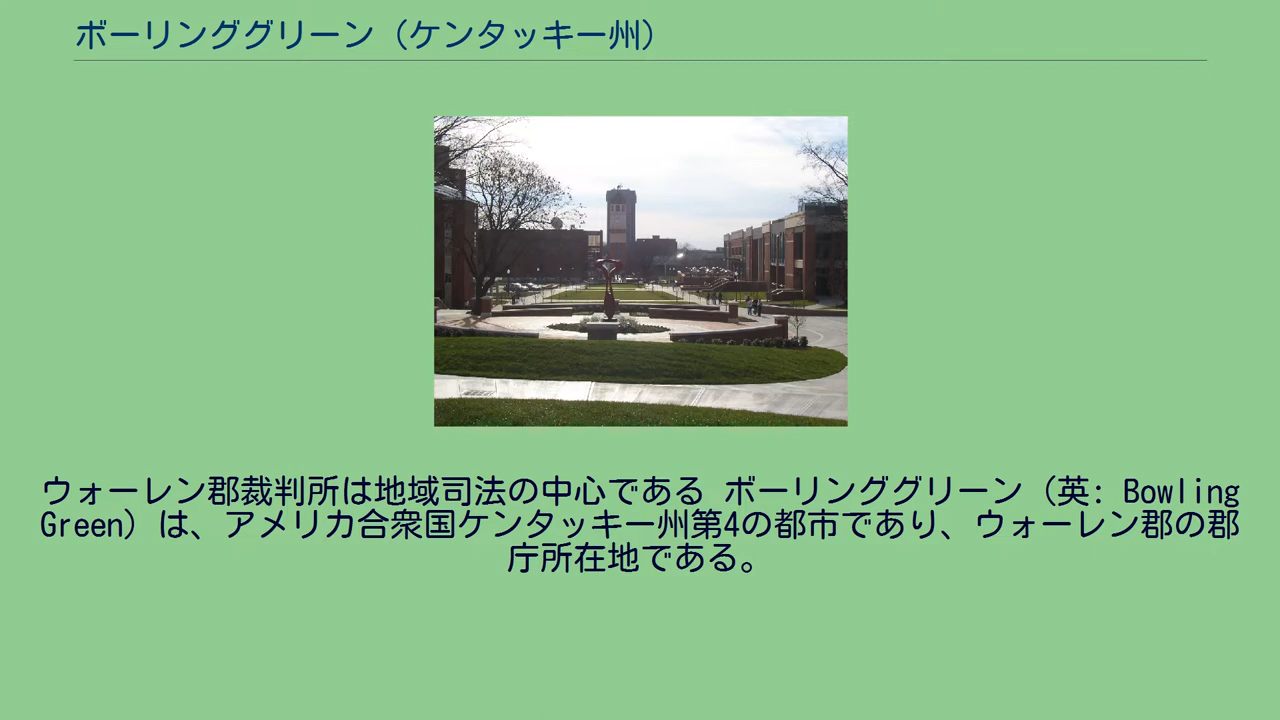 ボーリンググリーン（ケンタッキー州）
ウォーレン郡裁判所は地域司法の中心である ボーリンググリーン（英: Bowling
Green）は、アメリカ合衆国ケンタッキー州第4の都市であり、ウォーレン郡の郡
庁所在地である。